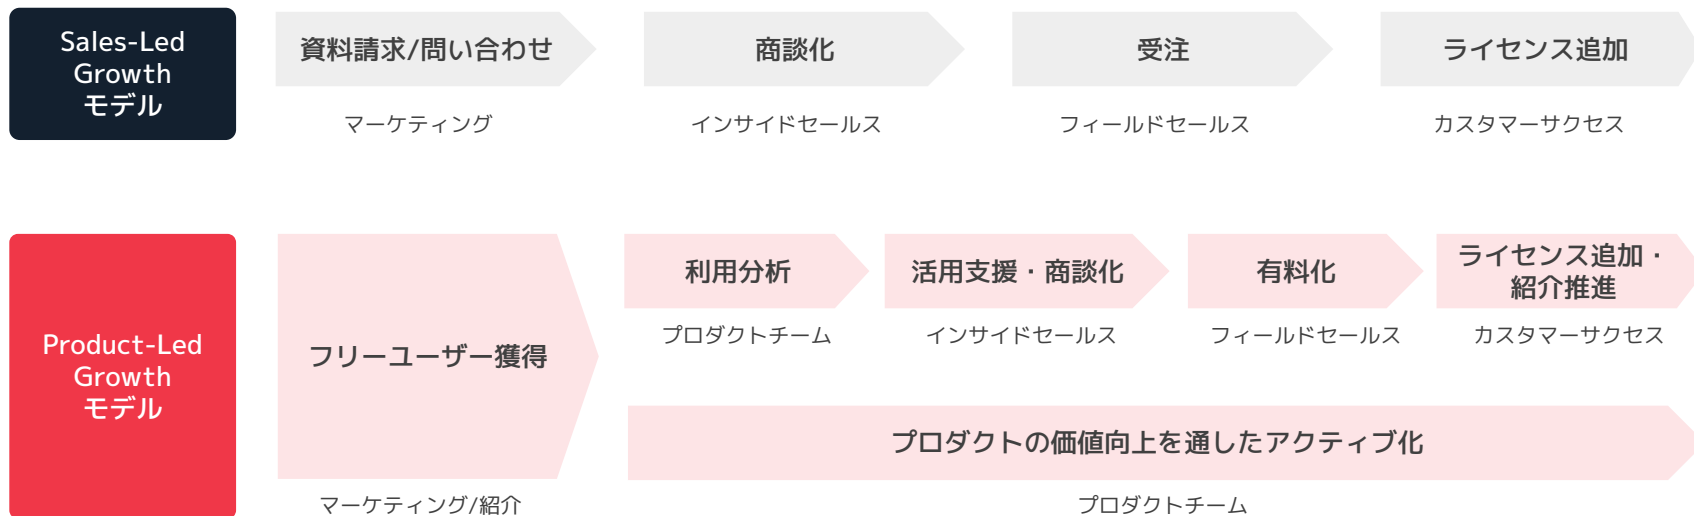 Sales-Led
Growth
モデル
資料請求/問い合わせ
商談化
受注
ライセンス追加
マーケティング
インサイドセールス
フィールドセールス
カスタマーサクセス
Product-Led
Growth
モデル
フリーユーザー獲得
マーケティング/紹介
利用分析
活用支援・商談化
有料化
ライセンス追加・
紹介推進
プロダクトチーム
インサイドセールス
フィールドセールス
カスタマーサクセス
プロダクトの価値向上を通したアクティブ化
プロダクトチーム